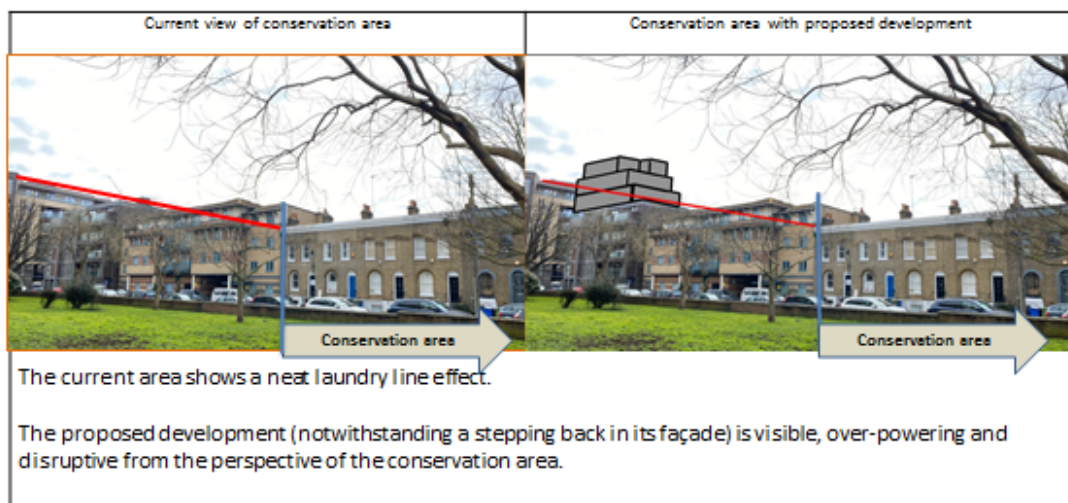 Current view of conservation area
Conservation area with proposed development
Conservation area
Conservation area
The current area shows a neat laundry line effect.
The proposed development (notwithstanding a stepping back in its façade) is visible, over-powering and
disruptive from the perspective of the conservation area.